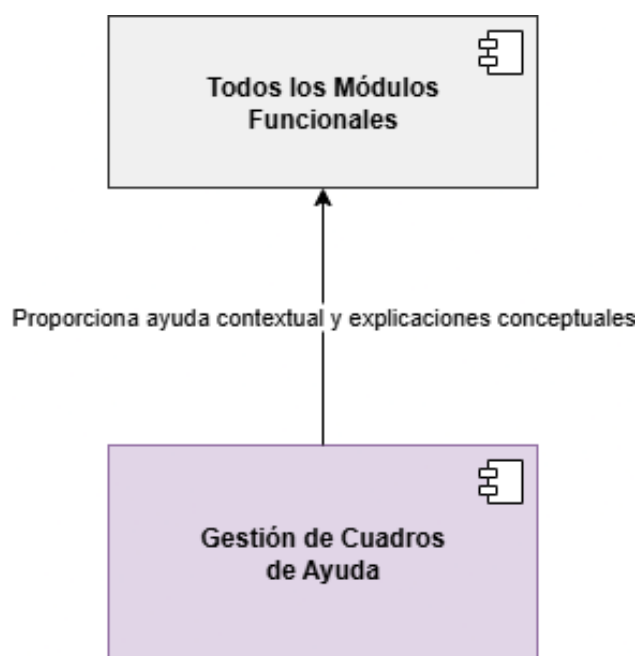 Todos los Módulos
Funcionales
Proporciona ayuda contextual y explicaciones conceptuales
Gestión de Cuadros
de Ayuda